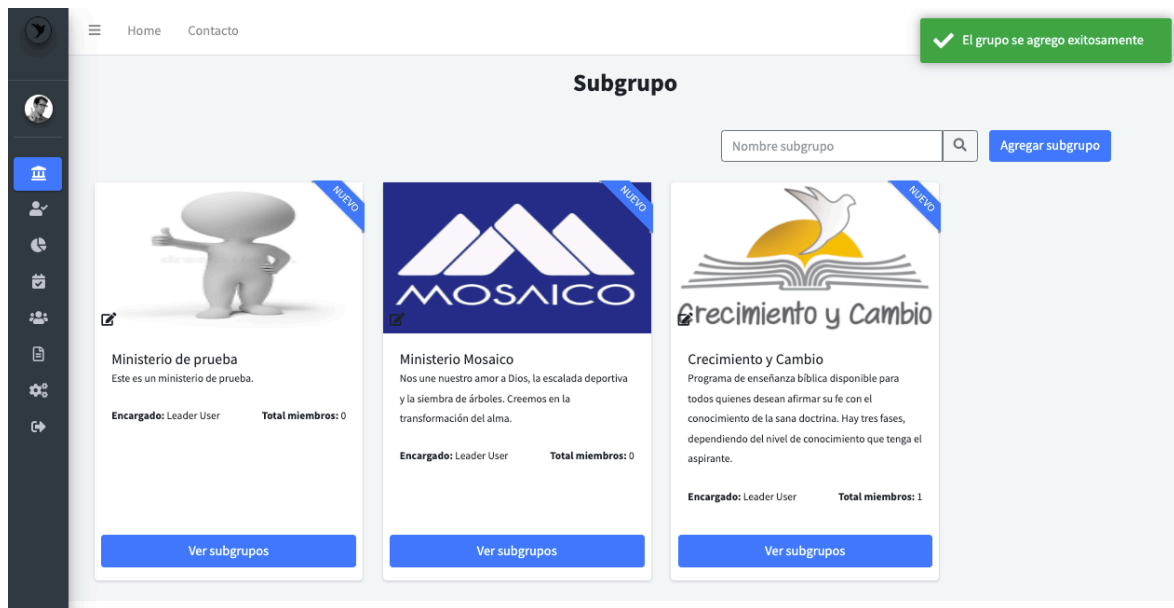 Home Contacto
El grupo se agrego exitosamente
Subgrupo
Nombre subgrupo
Agregar subgrupo
NUEVO
Ministerio de prueba
Este es un ministerio de prueba.
Encargado: Leader User Total miembros: 0
Ver subgrupos
NUEVO
MOSAICO
Ministerio Mosaico
Nos une nuestro amor a Dios, la escalada deportiva
y la siembra de árboles. Creemos en la
transformación del alma.
Encargado: Leader User Total miembros: 0
Ver subgrupos
NUEVO
Crecimiento y Cambio
Crecimiento y Cambio
Programa de enseñanza bíblica disponible para
todos quienes desean afirmar su fe con el
conocimiento de la sana doctrina. Hay tres fases,
dependiendo del nivel de conocimiento que tenga el
aspirante.
Encargado: Leader User Total miembros: 1
Ver subgrupos